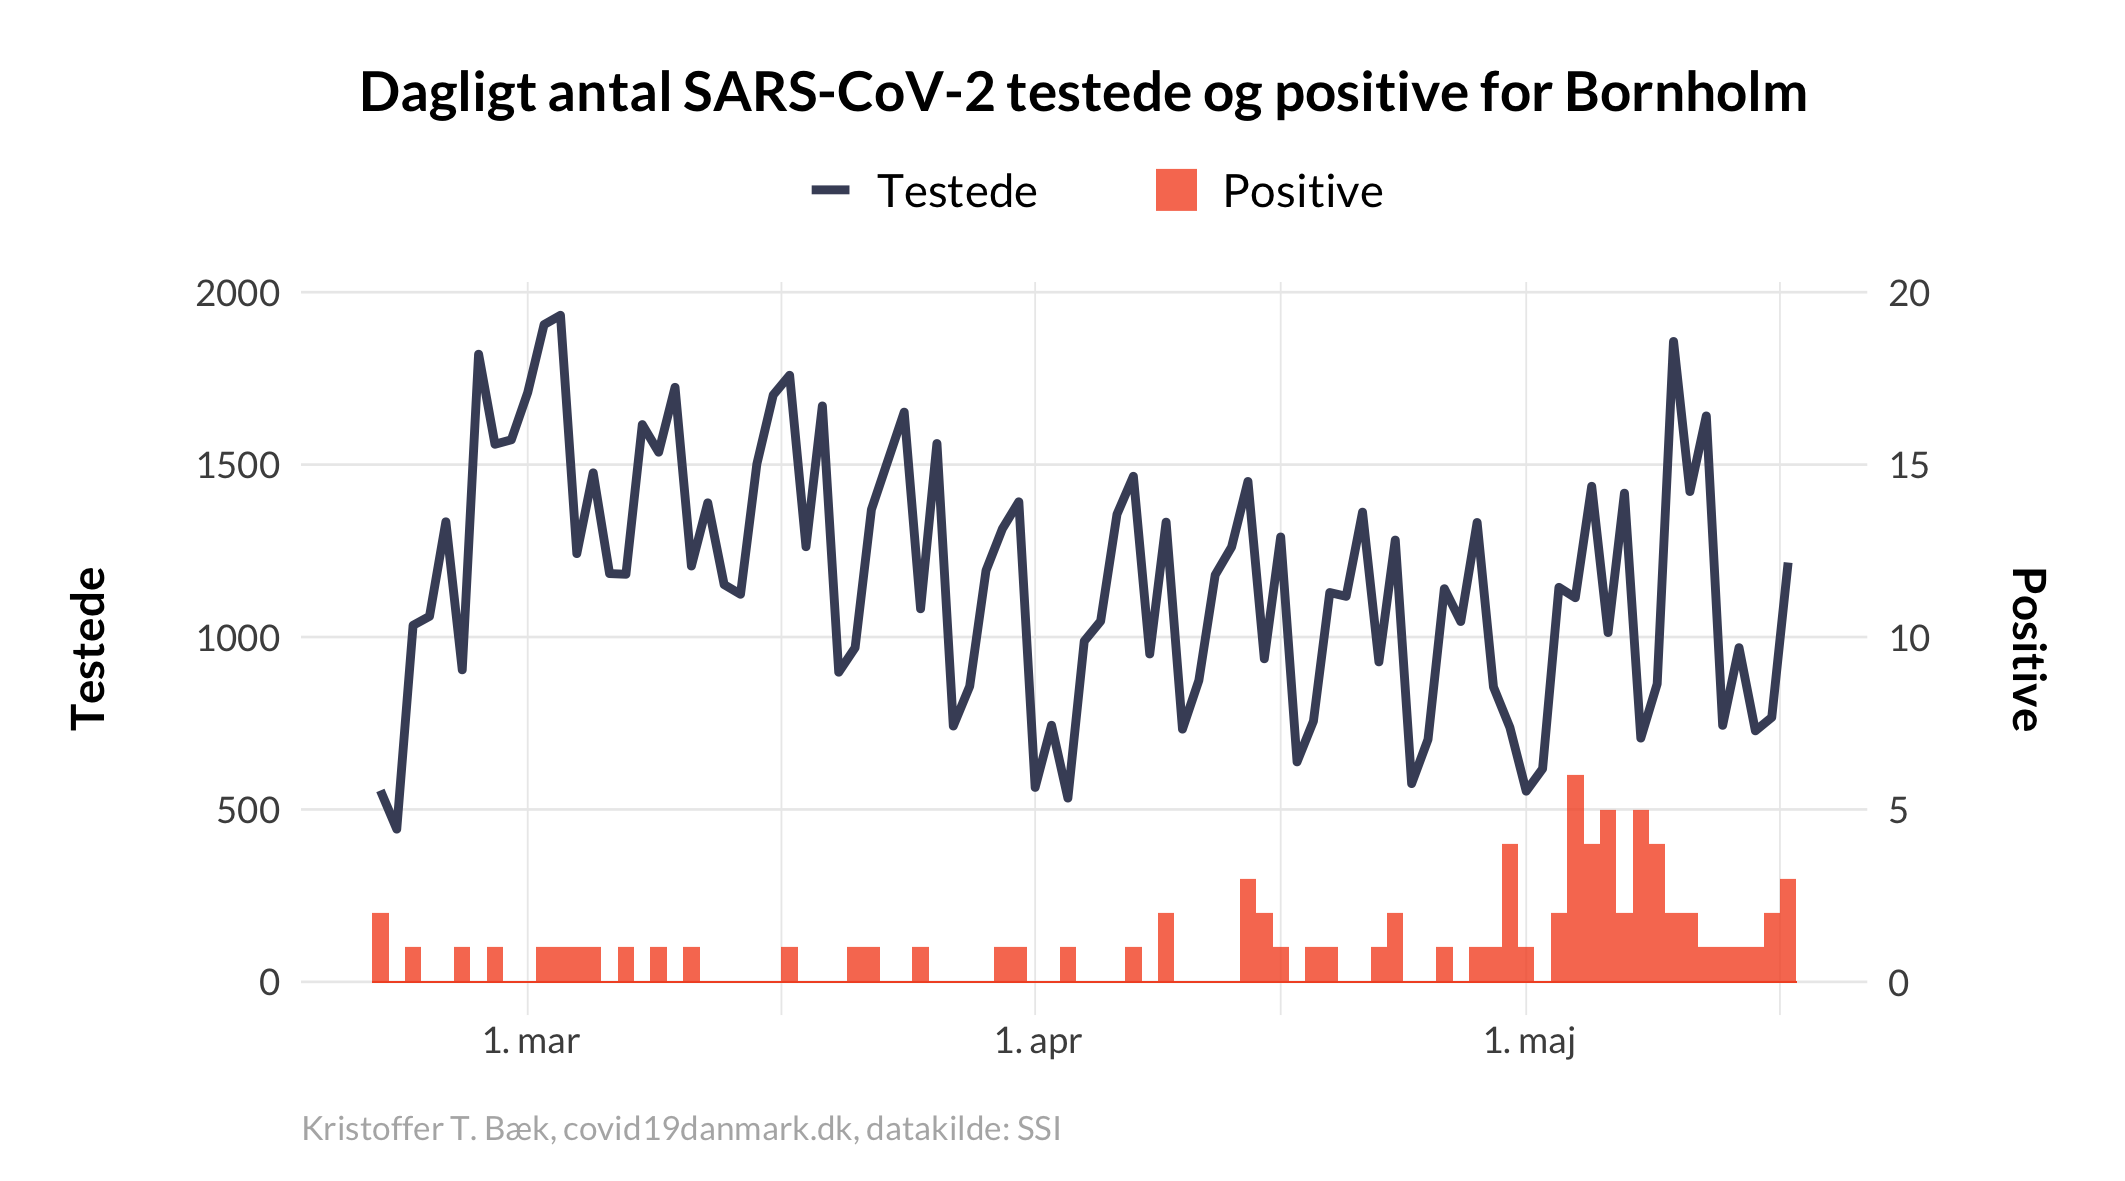 Dagligt antal SARS-CoV-2 testede og positive for Bornholm
Testede Positive
2000 20
1500 15
1000 10
500 5
0 0
Testede
Positive
1. mar 1. apr 1. maj
Kristoffer T. Bæk, covid19danmark.dk, datakilde: SSI